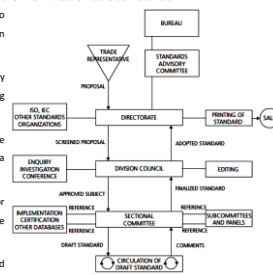 BUREAU
TRADE
REPRESENTATIVE
STANDARDS
ADVISORY
COMMITTEE
PROPOSAL
ISO, IEC
OTHER STANDARDS
ORGANIZATIONS
DIRECTORATE
PRINTING OF
STANDARD
SCREENED PROPOSAL
ADOPTED STANDARD
ENQUIRY
INVESTIGATION
CONFERENCE
DIVISION COUNCIL
EDITING
APPROVED SUBJECT
FINALIZED STANDARD
IMPLEMENTATION
CERTIFICATION
OTHER DATABASES
REFERENCE
REFERENCE
SECTIONAL
COMMITTEE
REFERENCE
REFERENCE
SUBCOMMITTEES
AND PANELS
DRAFT STANDARD
COMMENTS
CIRCULATION OF
DRAFT STANDARD